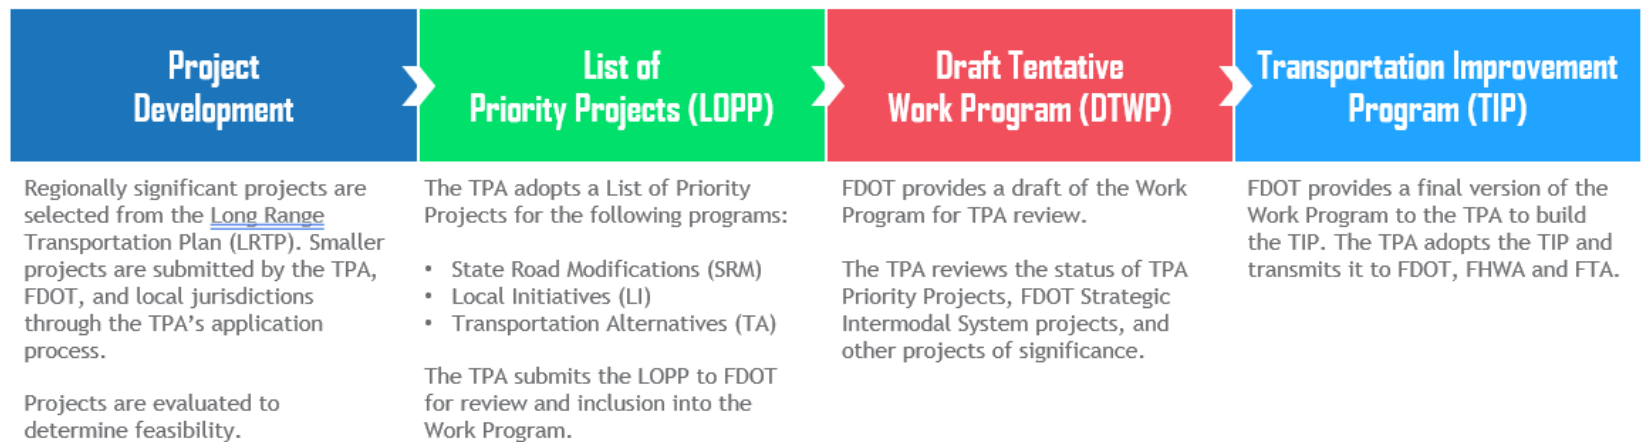 Project
Development
List of
Priority Projects (LOPP)
Draft Tentative
Work Program (DTWP)
Transportation Improvement
Program (TIP)
Regionally significant projects are
selected from the Long Range
Transportation Plan (LRTP). Smaller
projects are submitted by the TPA,
FDOT, and local jurisdictions
through the TPA’s application
process.
Projects are evaluated to
determine feasibility.
The TPA adopts a List of Priority
Projects for the following programs:
• State Road Modifications (SRM)
• Local Initiatives (LI)
• Transportation Alternatives (TA)
The TPA submits the LOPP to FDOT
for review and inclusion into the
Work Program.
FDOT provides a draft of the Work
Program for TPA review.
The TPA reviews the status of TPA
Priority Projects, FDOT Strategic
Intermodal System projects, and
other projects of significance.
FDOT provides a final version of the
Work Program to the TPA to build
the TIP. The TPA adopts the TIP and
transmits it to FDOT, FHWA and FTA.